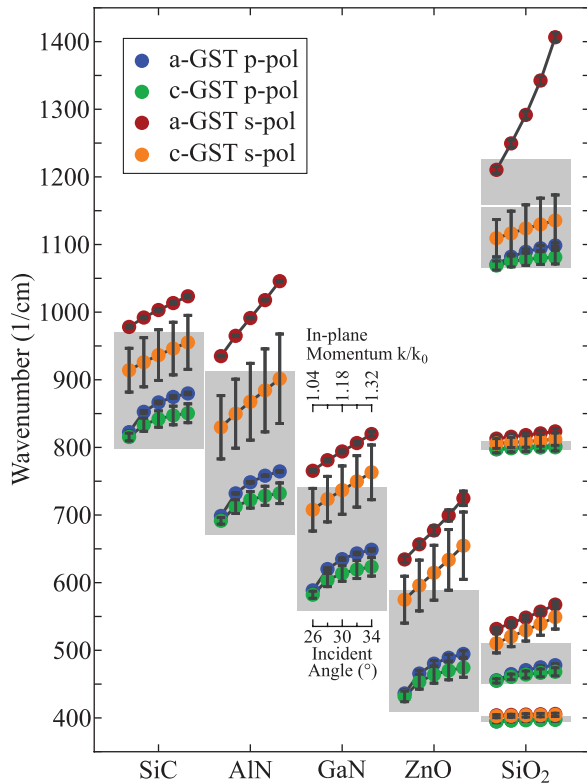 1400
1300
1200
1100
1000
900
800
700
600
500
400
Wavenumber (1/cm)
a-GST p-pol
c-GST p-pol
a-GST s-pol
c-GST s-pol
In-plane
Momentum k/k₀
1.04
1.18
1.32
26 30 34
Incident
Angle (°)
SiC AlN GaN ZnO SiO₂